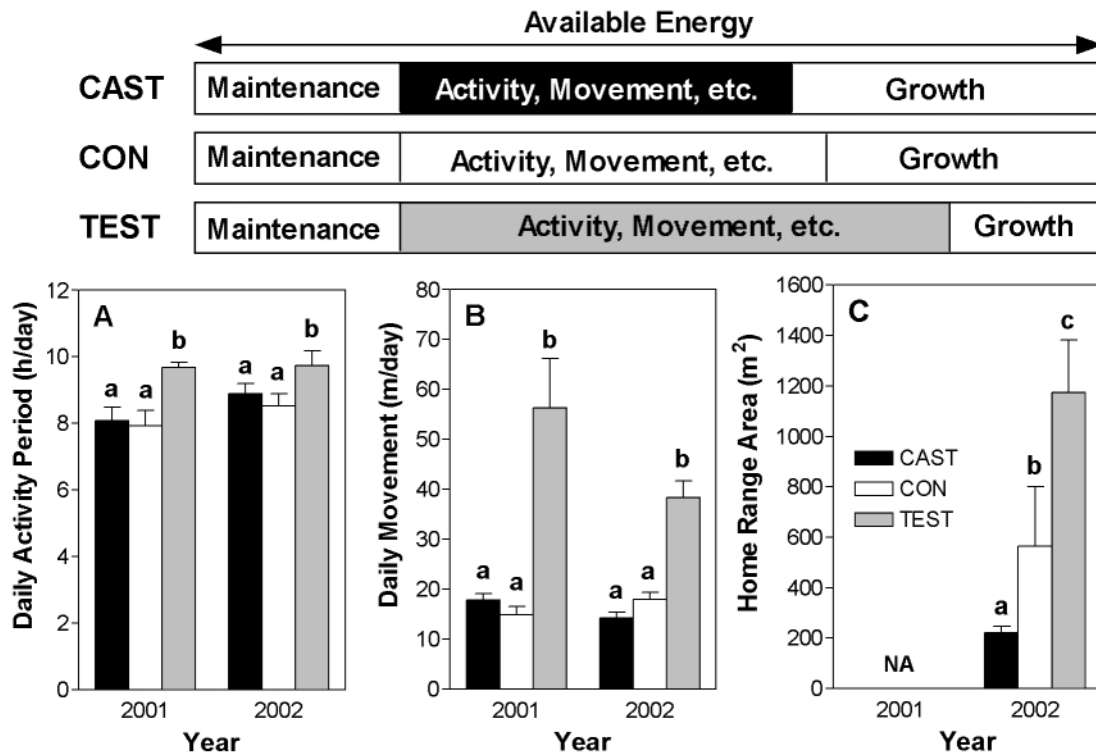 Available Energy
CAST Maintenance Activity, Movement, etc. Growth
CON Maintenance Activity, Movement, etc. Growth
TEST Maintenance Activity, Movement, etc. Growth
A
Daily Activity Period (h/day)
12
10
8
6
4
2
0
a a b a a b
2001 2002
Year
B
Daily Movement (m/day)
80
70
60
50
40
30
20
10
0
a a b a a b
2001 2002
Year
C
Home Range Area (m²)
1600
1400
1200
1000
800
600
400
200
0
CAST
CON
TEST
NA
a b c
2001 2002
Year